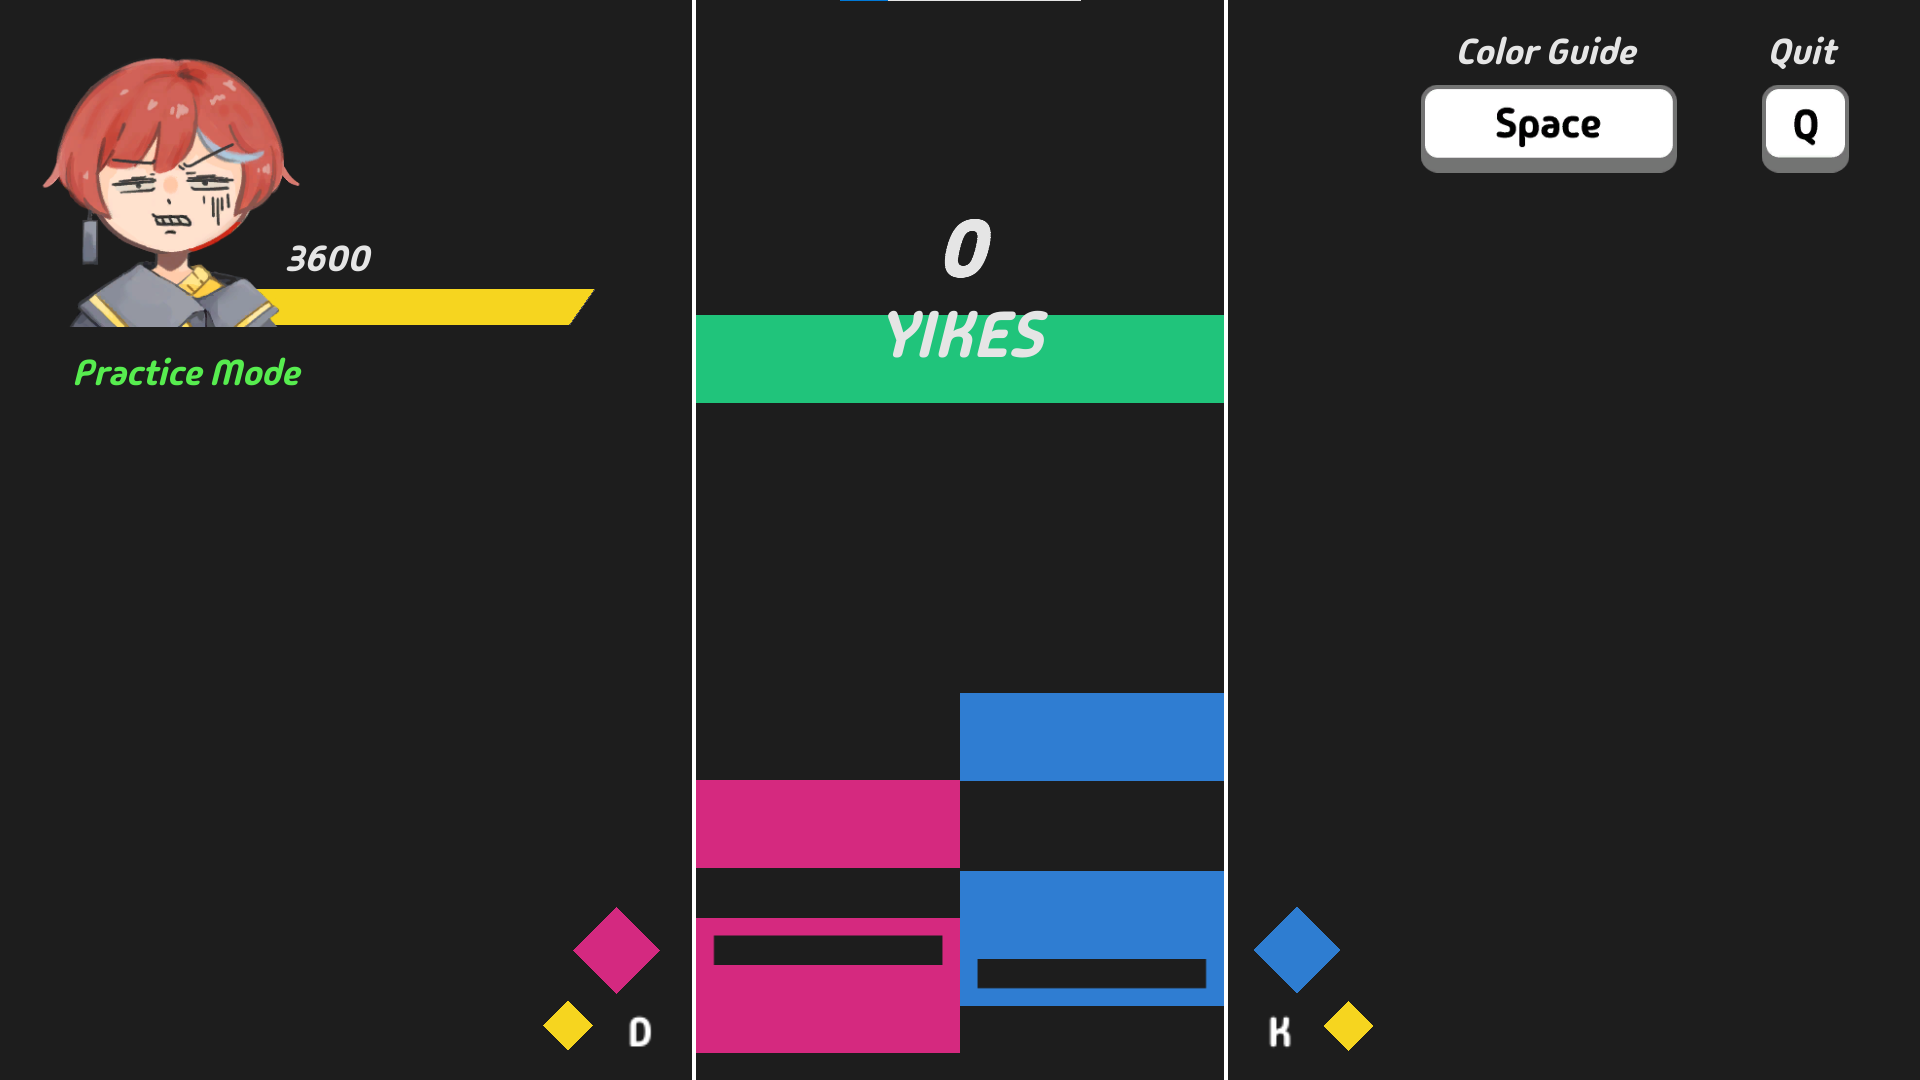 Color Guide
Quit
Space
Q
0
YIKES
3600
Practice Mode
D
K